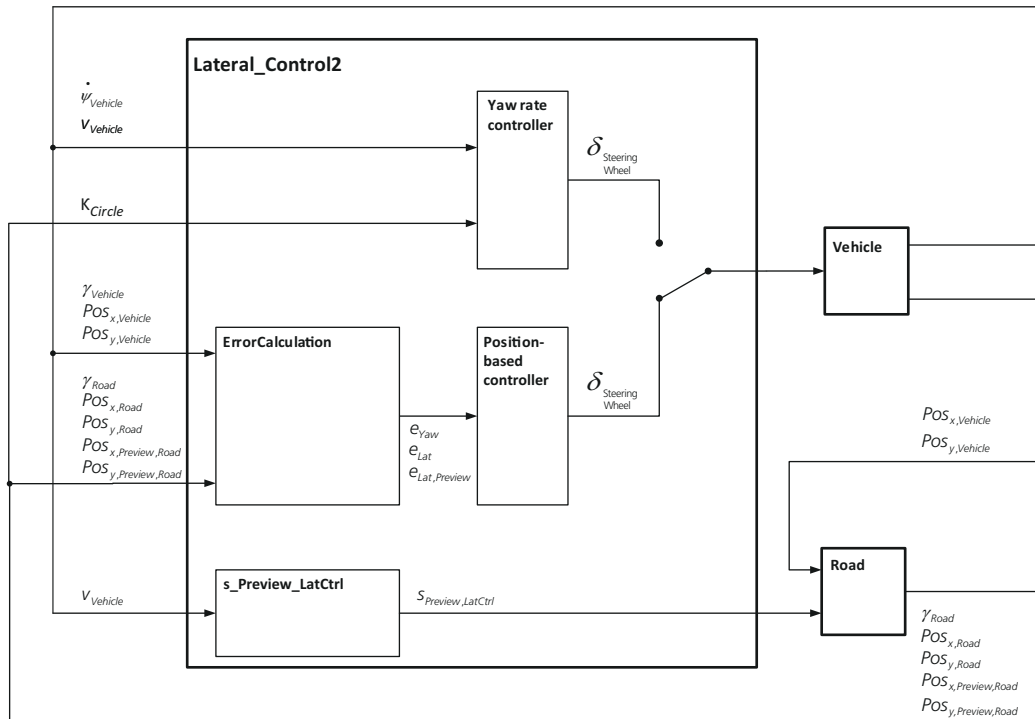 Lateral_Control2
ψ̇Vehicle
vVehicle
Yaw rate
controller
δSteering
Wheel
KCircle
Vehicle
γVehicle
Posx,Vehicle
Posy,Vehicle
ErrorCalculation
Position-
based
controller
δSteering
Wheel
γRoad
Posx,Road
Posy,Road
Posx,Preview,Road
Posy,Preview,Road
eYaw
eLat
eLat,Preview
Posx,Vehicle
Posy,Vehicle
s_Preview_LatCtrl
vVehicle
sPreview,LatCtrl
Road
γRoad
Posx,Road
Posy,Road
Posx,Preview,Road
Posy,Preview,Road